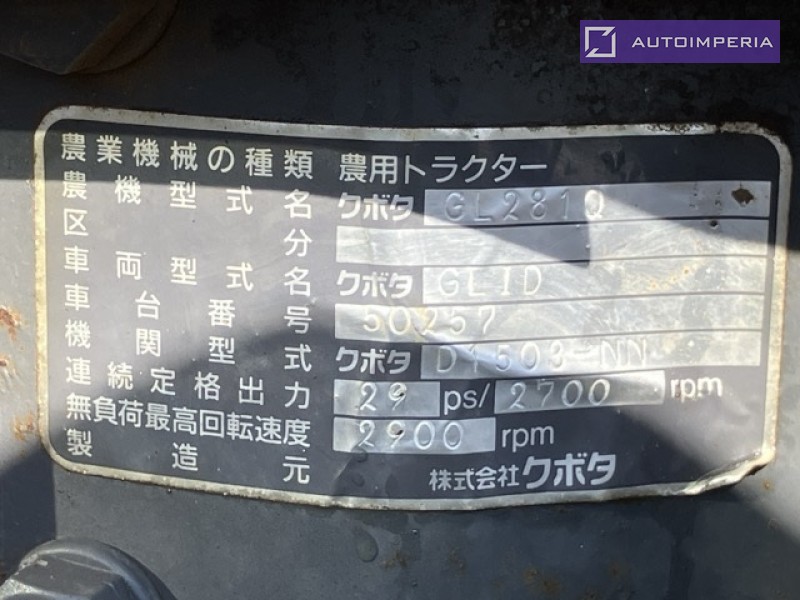 AUTOIMPERIA
農業機械の種類 農用トラクター
農機型式名 クボタ GL281Q
区分
車両型式名 クボタ GL1D
車台番号 50257
機関型式 クボタ D1503-NN
連続定格出力 29 ps/ 2700 rpm
無負荷最高回転速度 2900 rpm
製造元 株式会社クボタ